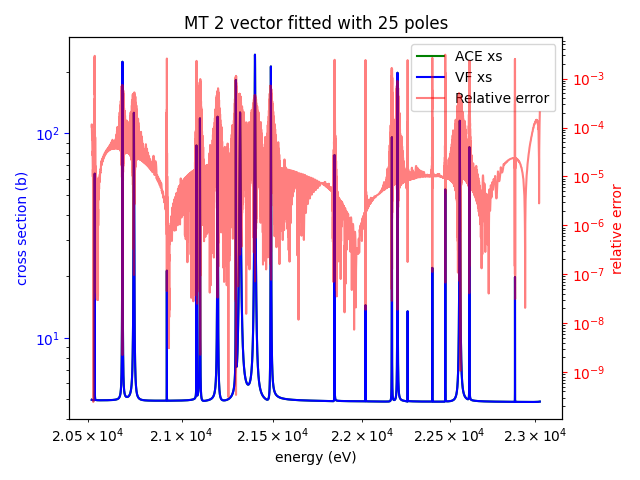 MT 2 vector fitted with 25 poles
ACE xs
VF xs
Relative error
cross section (b)
10²
10¹
relative error
10⁻³
10⁻⁴
10⁻⁵
10⁻⁶
10⁻⁷
10⁻⁸
10⁻⁹
2.05 × 10⁴ 2.1 × 10⁴ 2.15 × 10⁴ 2.2 × 10⁴ 2.25 × 10⁴ 2.3 × 10⁴
energy (eV)